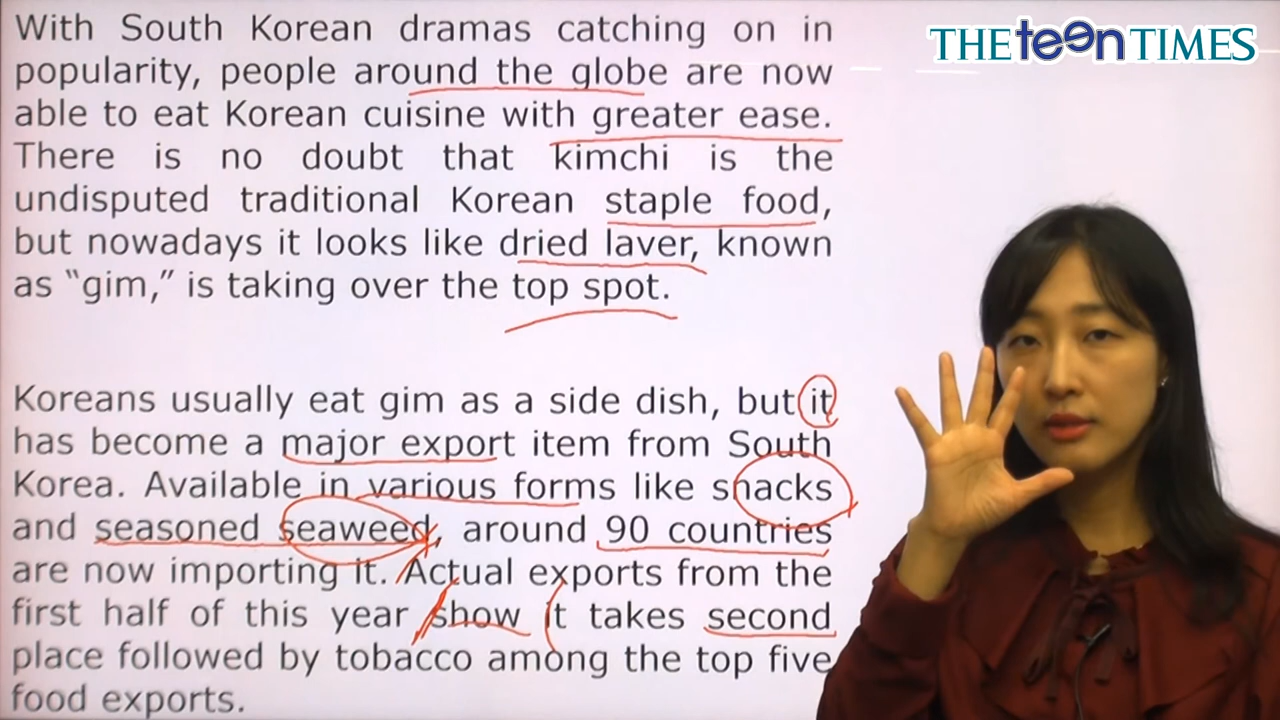 THE teen TIMES
With South Korean dramas catching on in
popularity, people around the globe are now
able to eat Korean cuisine with greater ease.
There is no doubt that kimchi is the
undisputed traditional Korean staple food,
but nowadays it looks like dried laver, known
as “gim,” is taking over the top spot.
Koreans usually eat gim as a side dish, but it
has become a major export item from South
Korea. Available in various forms like snacks
and seasoned seaweed, around 90 countries
are now importing it. Actual exports from the
first half of this year show it takes second
place followed by tobacco among the top five
food exports.